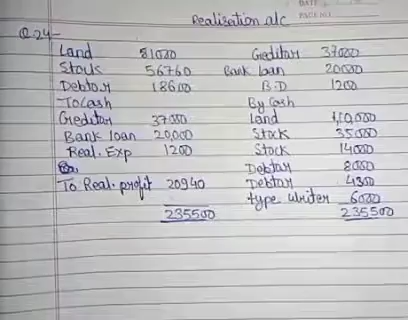 Realisation a/c
Q.24-
Land 81000 Creditor 37000
Stock 56760 Bank loan 20000
Debtor 18600 B.D 1200
To Cash By Cash
Creditor 37000 Land 1,10,000
Bank loan 20,000 Stock 35000
Real. Exp 1200 Stock 14000
Debtor 8000
To Real. profit 20940 Debtor 4300
type writer 6000
235500 235500